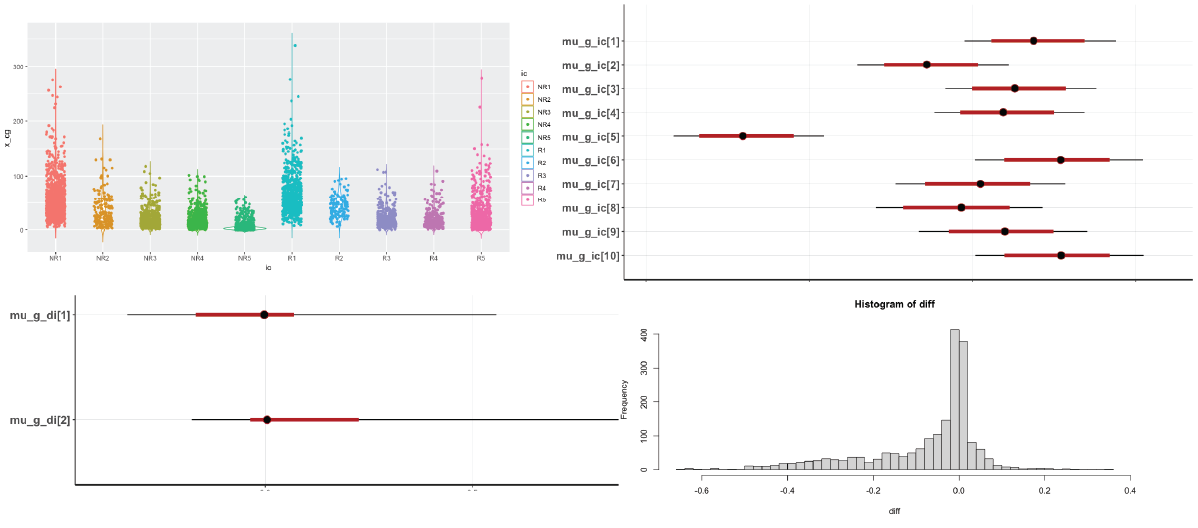 300
200
100
0
x_cg
NR1 NR2 NR3 NR4 NR5 R1 R2 R3 R4 R5
ic
ic
NR1
NR2
NR3
NR4
NR5
R1
R2
R3
R4
R5
mu_g_ic[1]
mu_g_ic[2]
mu_g_ic[3]
mu_g_ic[4]
mu_g_ic[5]
mu_g_ic[6]
mu_g_ic[7]
mu_g_ic[8]
mu_g_ic[9]
mu_g_ic[10]
mu_g_di[1]
mu_g_di[2]
Histogram of diff
Frequency
400
300
200
100
0
-0.6 -0.4 -0.2 0.0 0.2 0.4
diff